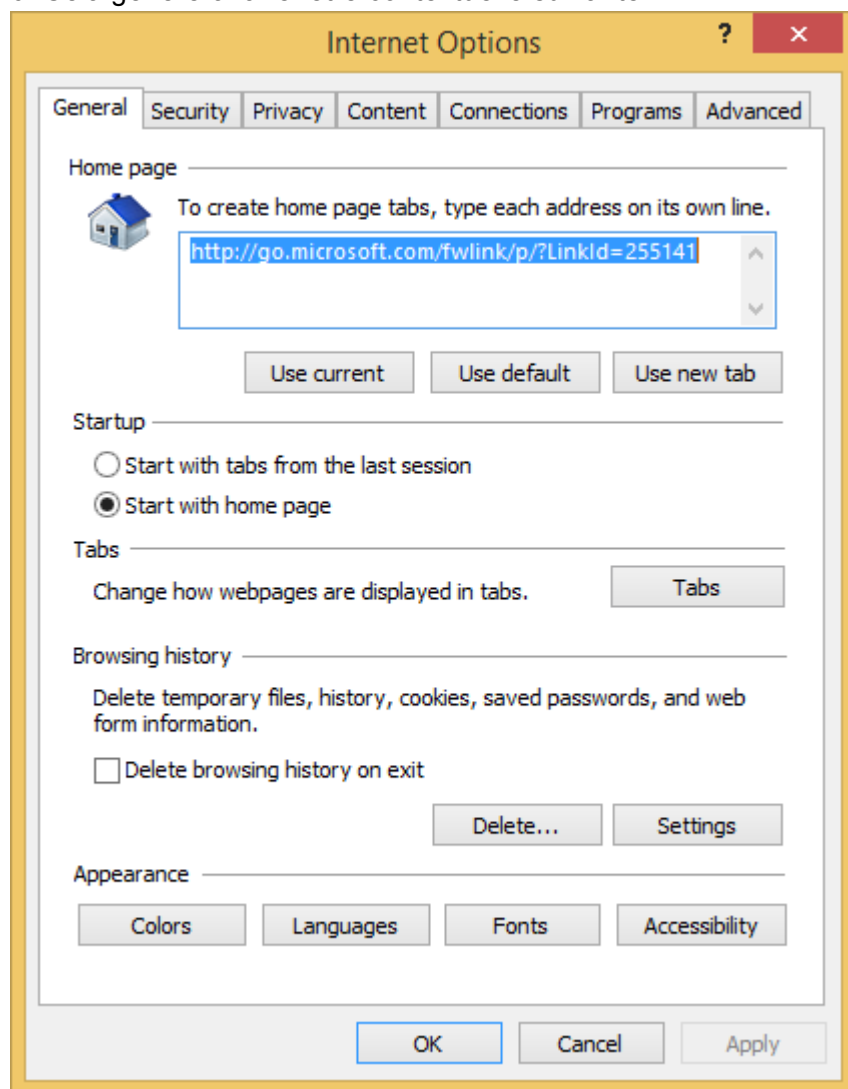 Internet Options ? ×
General Security Privacy Content Connections Programs Advanced
Home page
To create home page tabs, type each address on its own line.
http://go.microsoft.com/fwlink/p/?LinkId=255141
Use current Use default Use new tab
Startup
Start with tabs from the last session
Start with home page
Tabs
Change how webpages are displayed in tabs. Tabs
Browsing history
Delete temporary files, history, cookies, saved passwords, and web
form information.
Delete browsing history on exit
Delete... Settings
Appearance
Colors Languages Fonts Accessibility
OK Cancel Apply